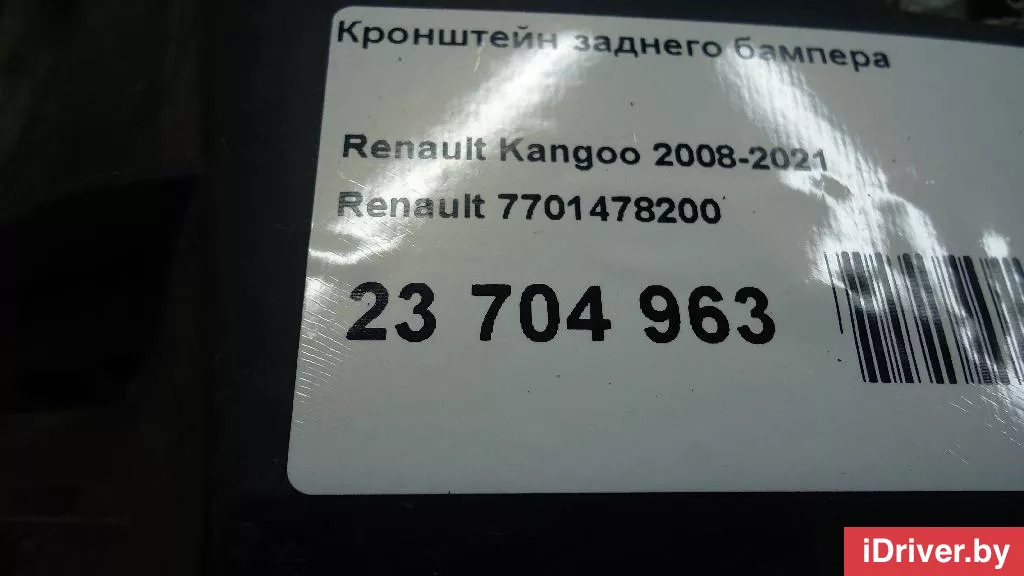 Кронштейн заднего бампера
Renault Kangoo 2008-2021
Renault 7701478200
23 704 963
iDriver.by